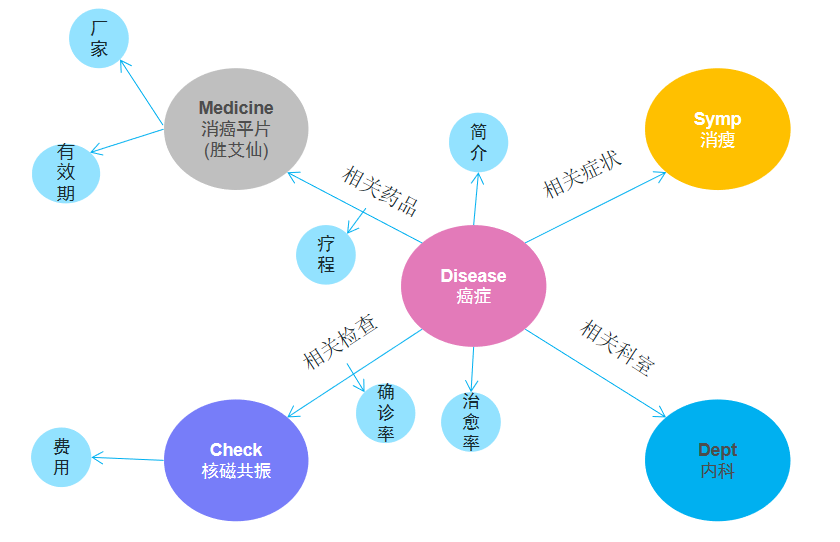 厂
家
Medicine
消癌平片
(胜艾仙)
有
效
期
简
介
Symp
消瘦
相关药品
相关症状
疗
程
Disease
癌症
相关检查
相关科室
确
诊
率
治
愈
率
费
用
Check
核磁共振
Dept
内科